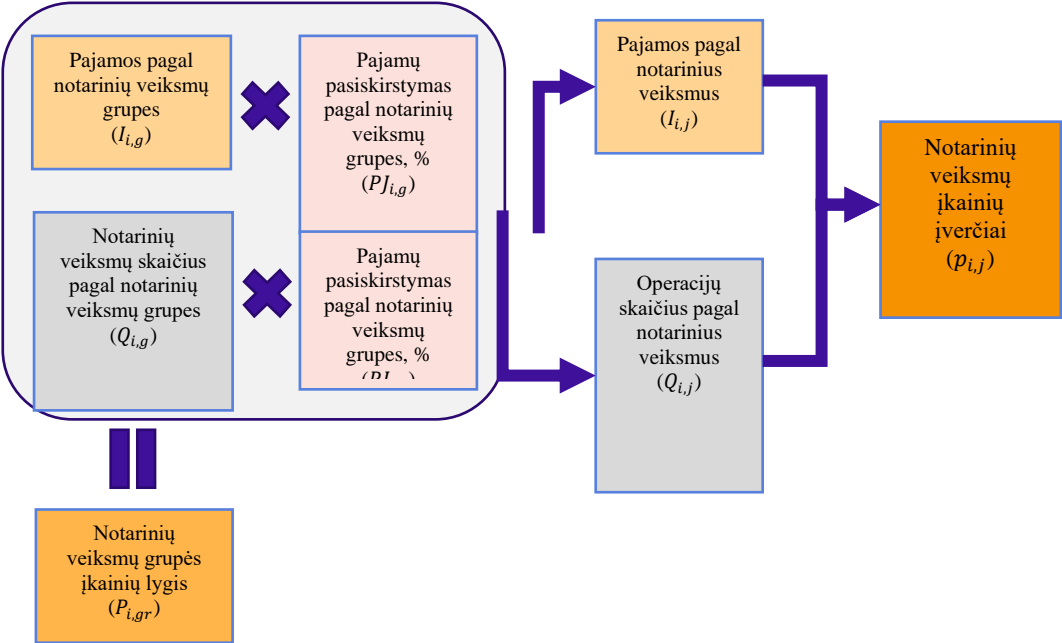 Pajamos pagal
notarinių veiksmų
grupes
(I_{i,g})
Pajamų
pasiskirstymas
pagal notarinių
veiksmų
grupes, %
(PJ_{i,g})
Notarinių
veiksmų skaičius
pagal notarinių
veiksmų grupes
(Q_{i,g})
Pajamų
pasiskirstymas
pagal notarinių
veiksmų
grupes, %
Notarinių
veiksmų grupės
įkainių lygis
(P_{i,gr})
Pajamos pagal
notarinius
veiksmus
(I_{i,j})
Operacijų
skaičius pagal
notarinius
veiksmus
(Q_{i,j})
Notarinių
veiksmų
įkainių
įverčiai
(p_{i,j})